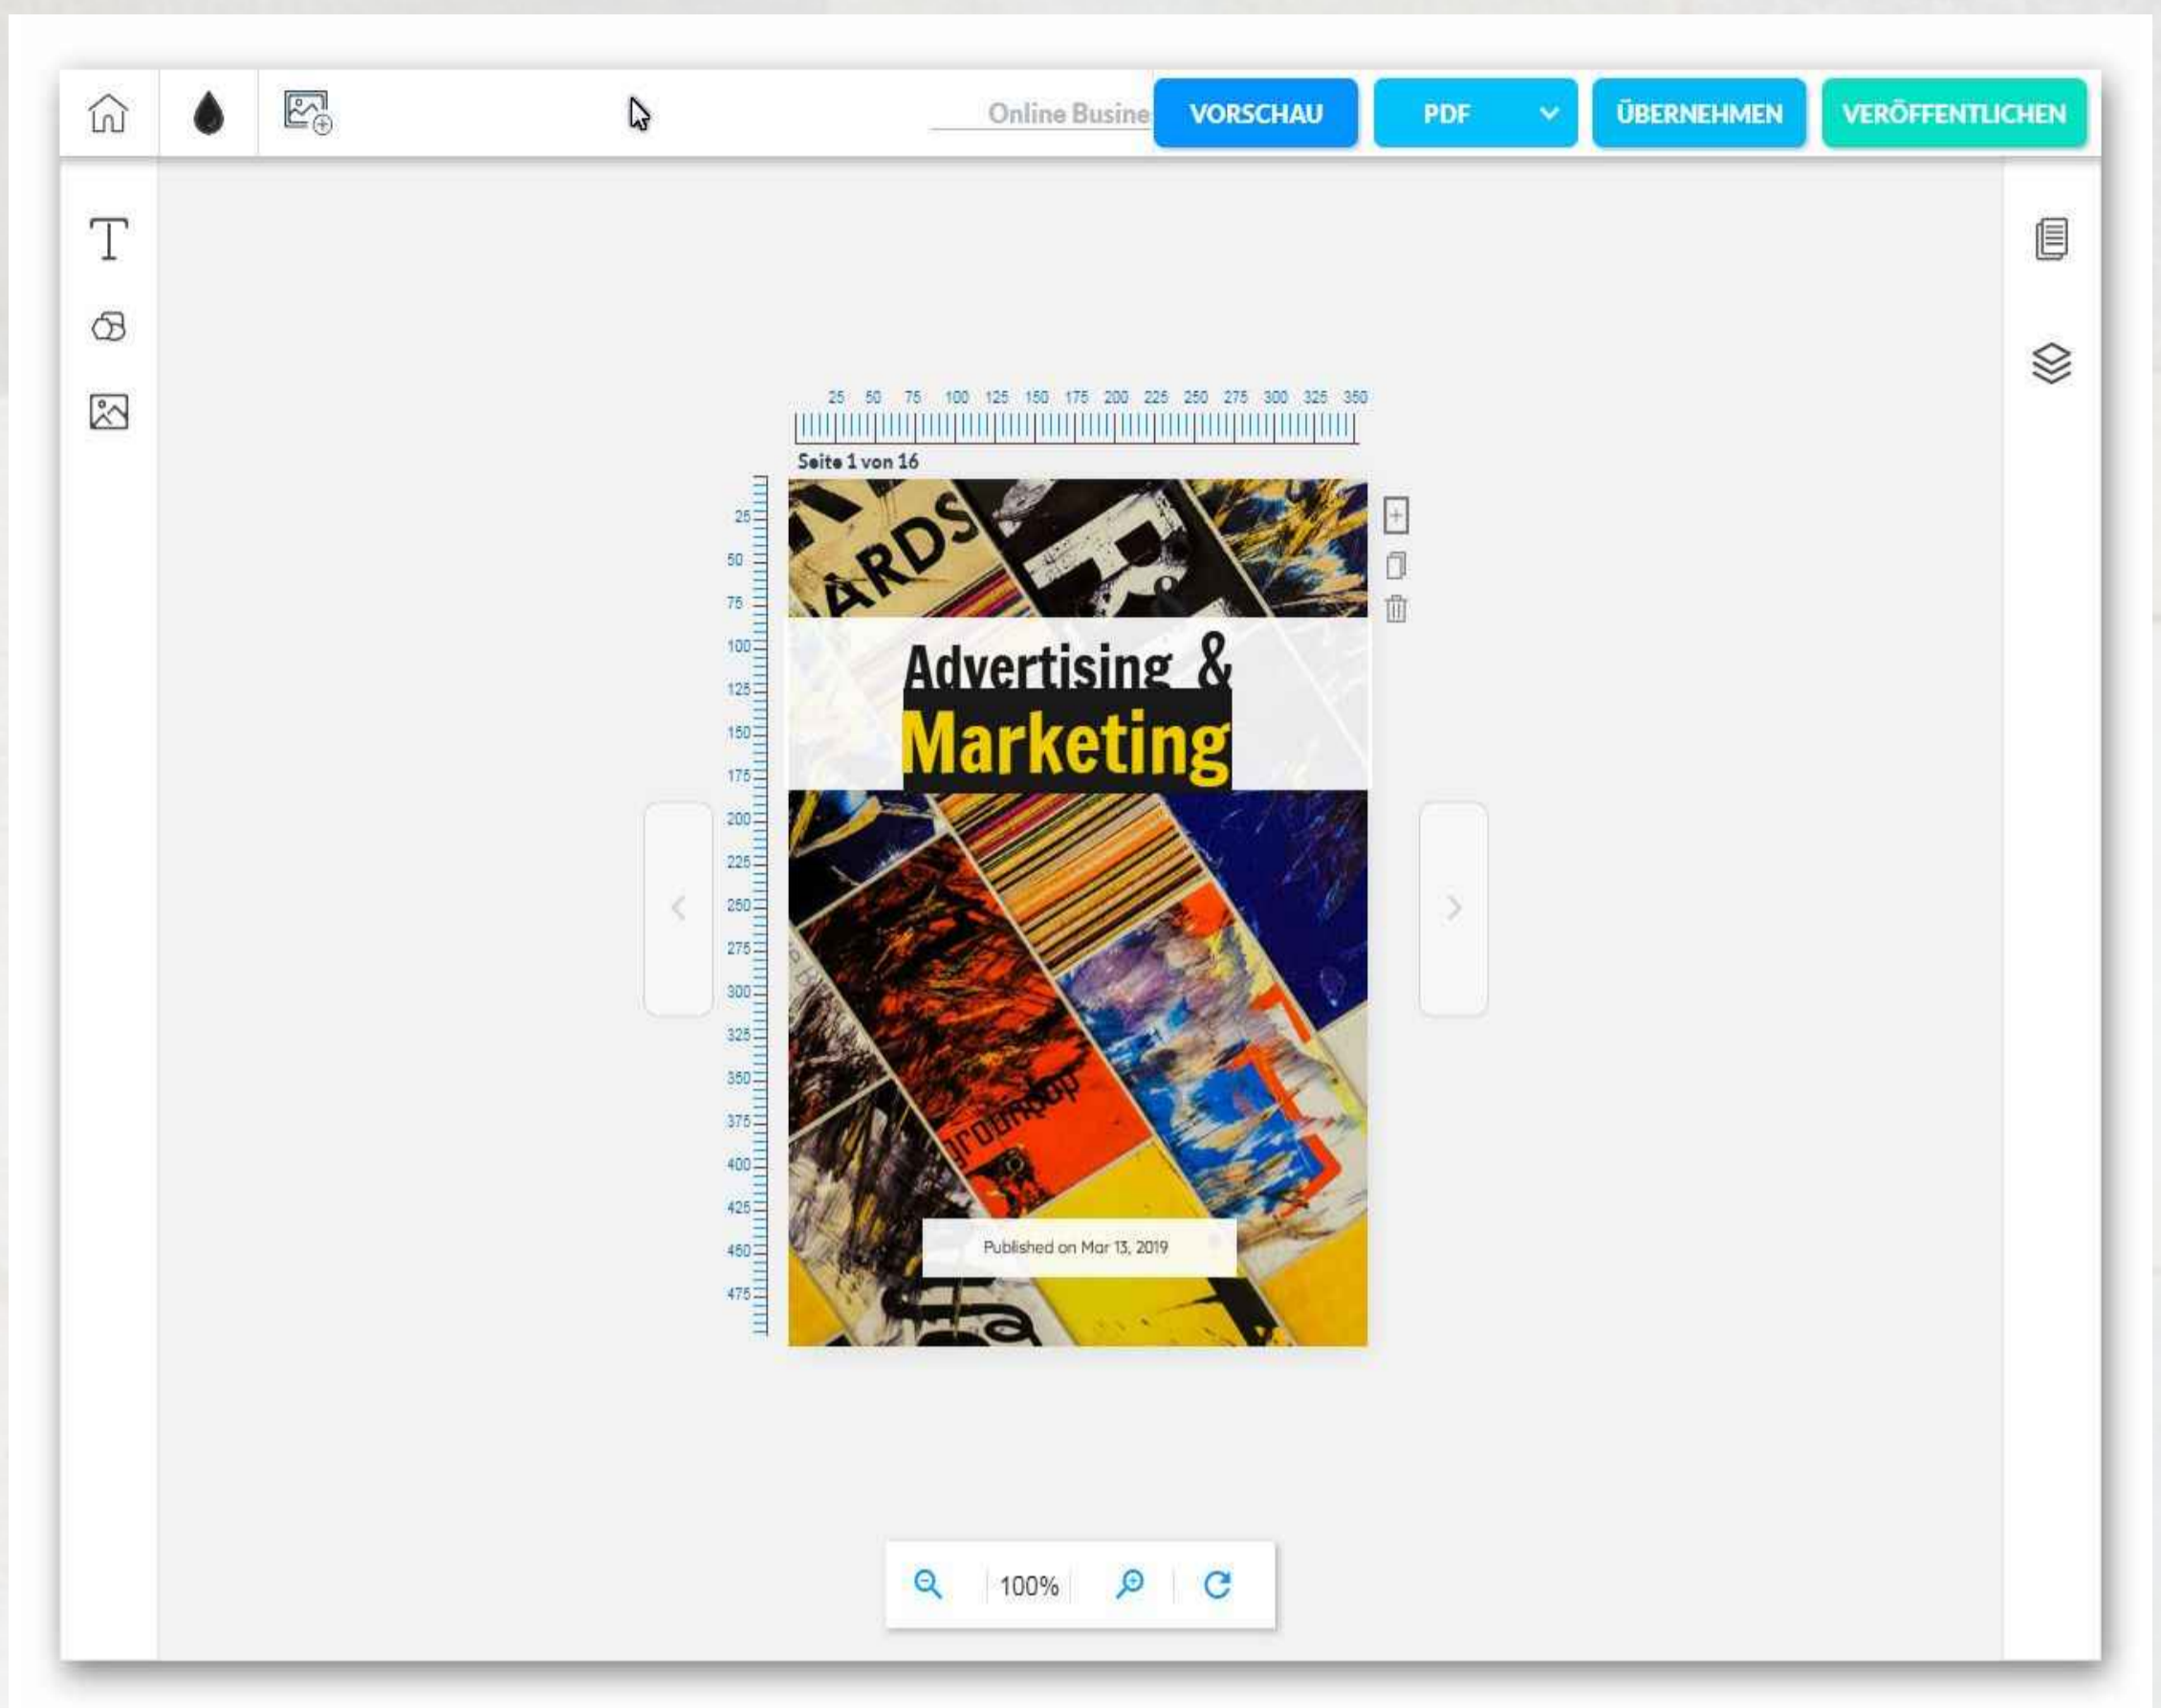 Online Busine
VORSCHAU
PDF
ÜBERNEHMEN
VERÖFFENTLICHEN
25 50 75 100 125 150 175 200 225 250 275 300 325 350
Seite 1 von 16
25
50
75
100
125
150
175
200
225
250
275
300
325
350
375
400
425
450
475
ARDS
Advertising &
Marketing
groundpop
Published on Mar 13, 2019
100%